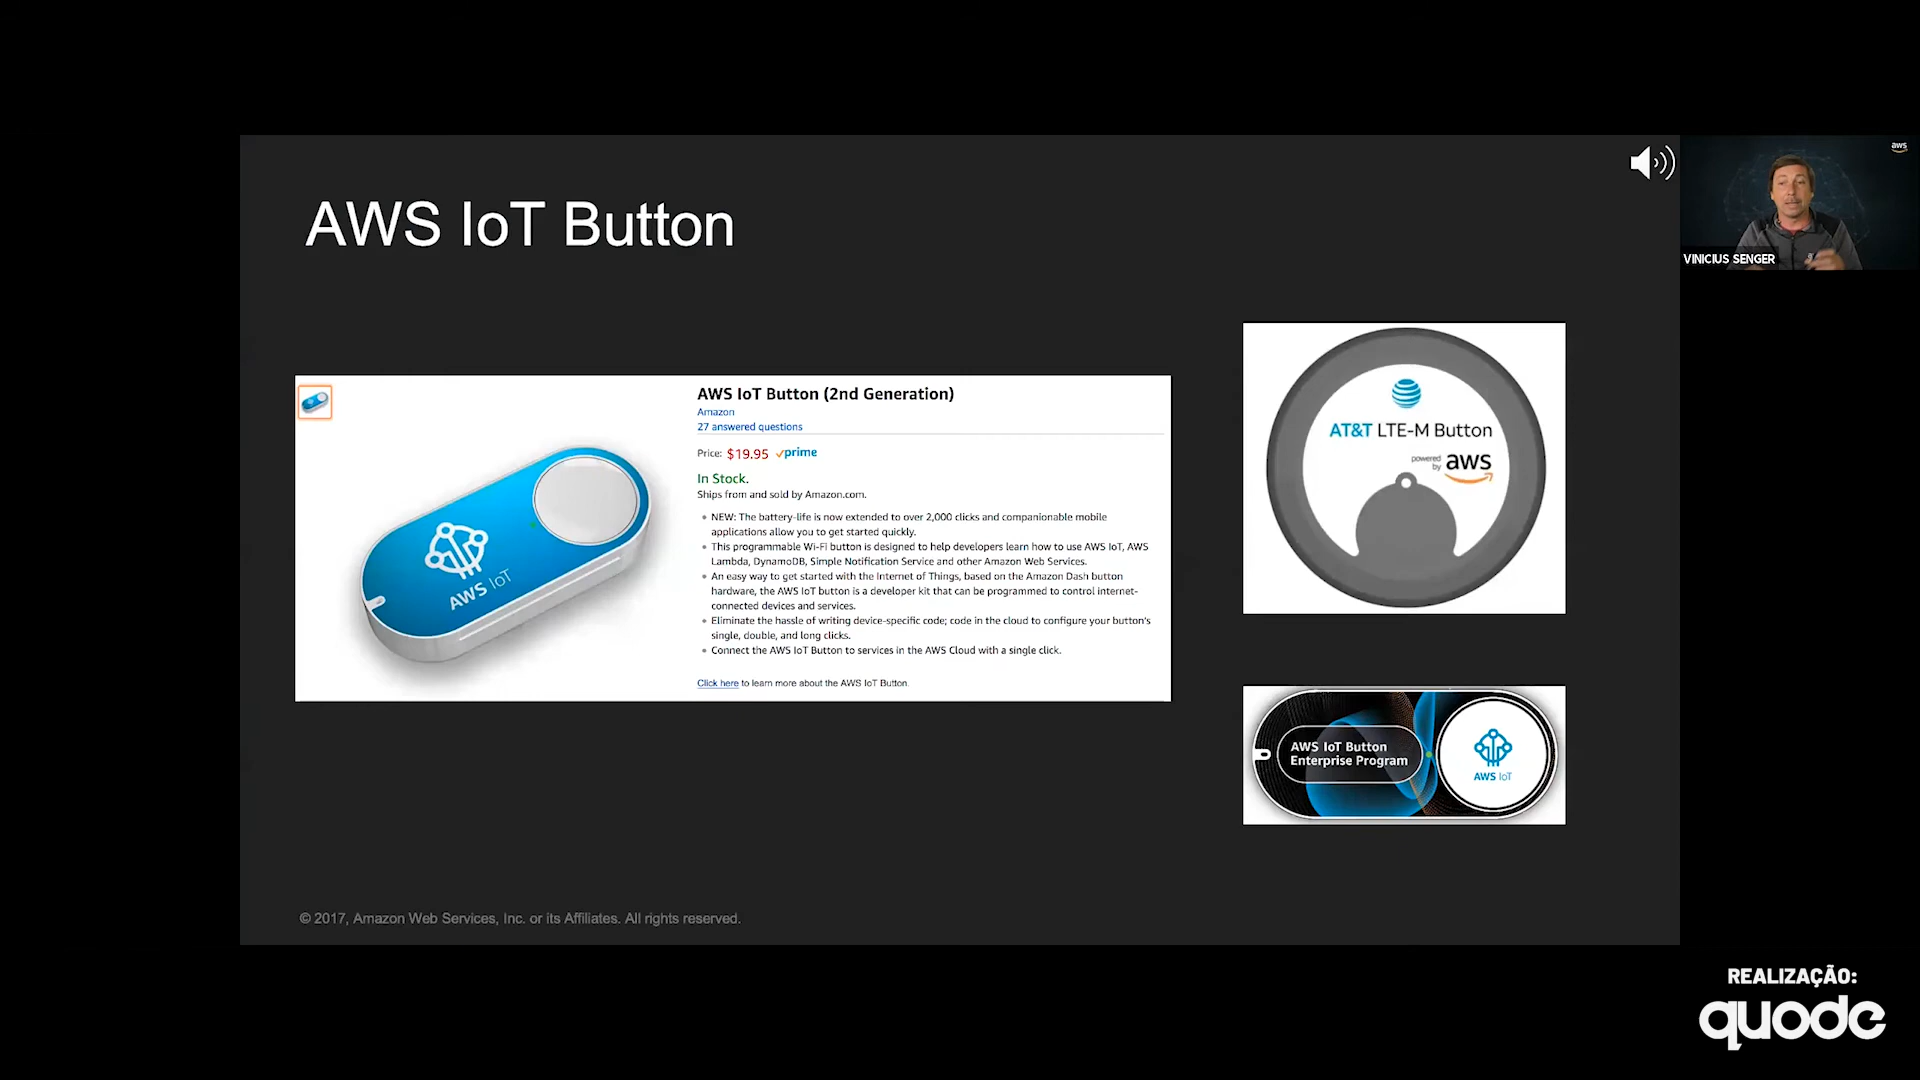 AWS IoT Button
aws
VINICIUS SENGER
AWS IoT
AWS IoT Button (2nd Generation)
Amazon
27 answered questions
Price: $19.95 prime
In Stock.
Ships from and sold by Amazon.com.
• NEW: The battery-life is now extended to over 2,000 clicks and companionable mobile
applications allow you to get started quickly.
• This programmable Wi-Fi button is designed to help developers learn how to use AWS IoT, AWS
Lambda, DynamoDB, Simple Notification Service and other Amazon Web Services.
• An easy way to get started with the Internet of Things, based on the Amazon Dash button
hardware, the AWS IoT button is a developer kit that can be programmed to control internet-
connected devices and services.
• Eliminate the hassle of writing device-specific code; code in the cloud to configure your button's
single, double, and long clicks.
• Connect the AWS IoT Button to services in the AWS Cloud with a single click.
Click here to learn more about the AWS IoT Button.
AT&T LTE-M Button
powered
by aws
AWS IoT Button
Enterprise Program
AWS IoT
© 2017, Amazon Web Services, Inc. or its Affiliates. All rights reserved.
REALIZAÇÃO:
quode